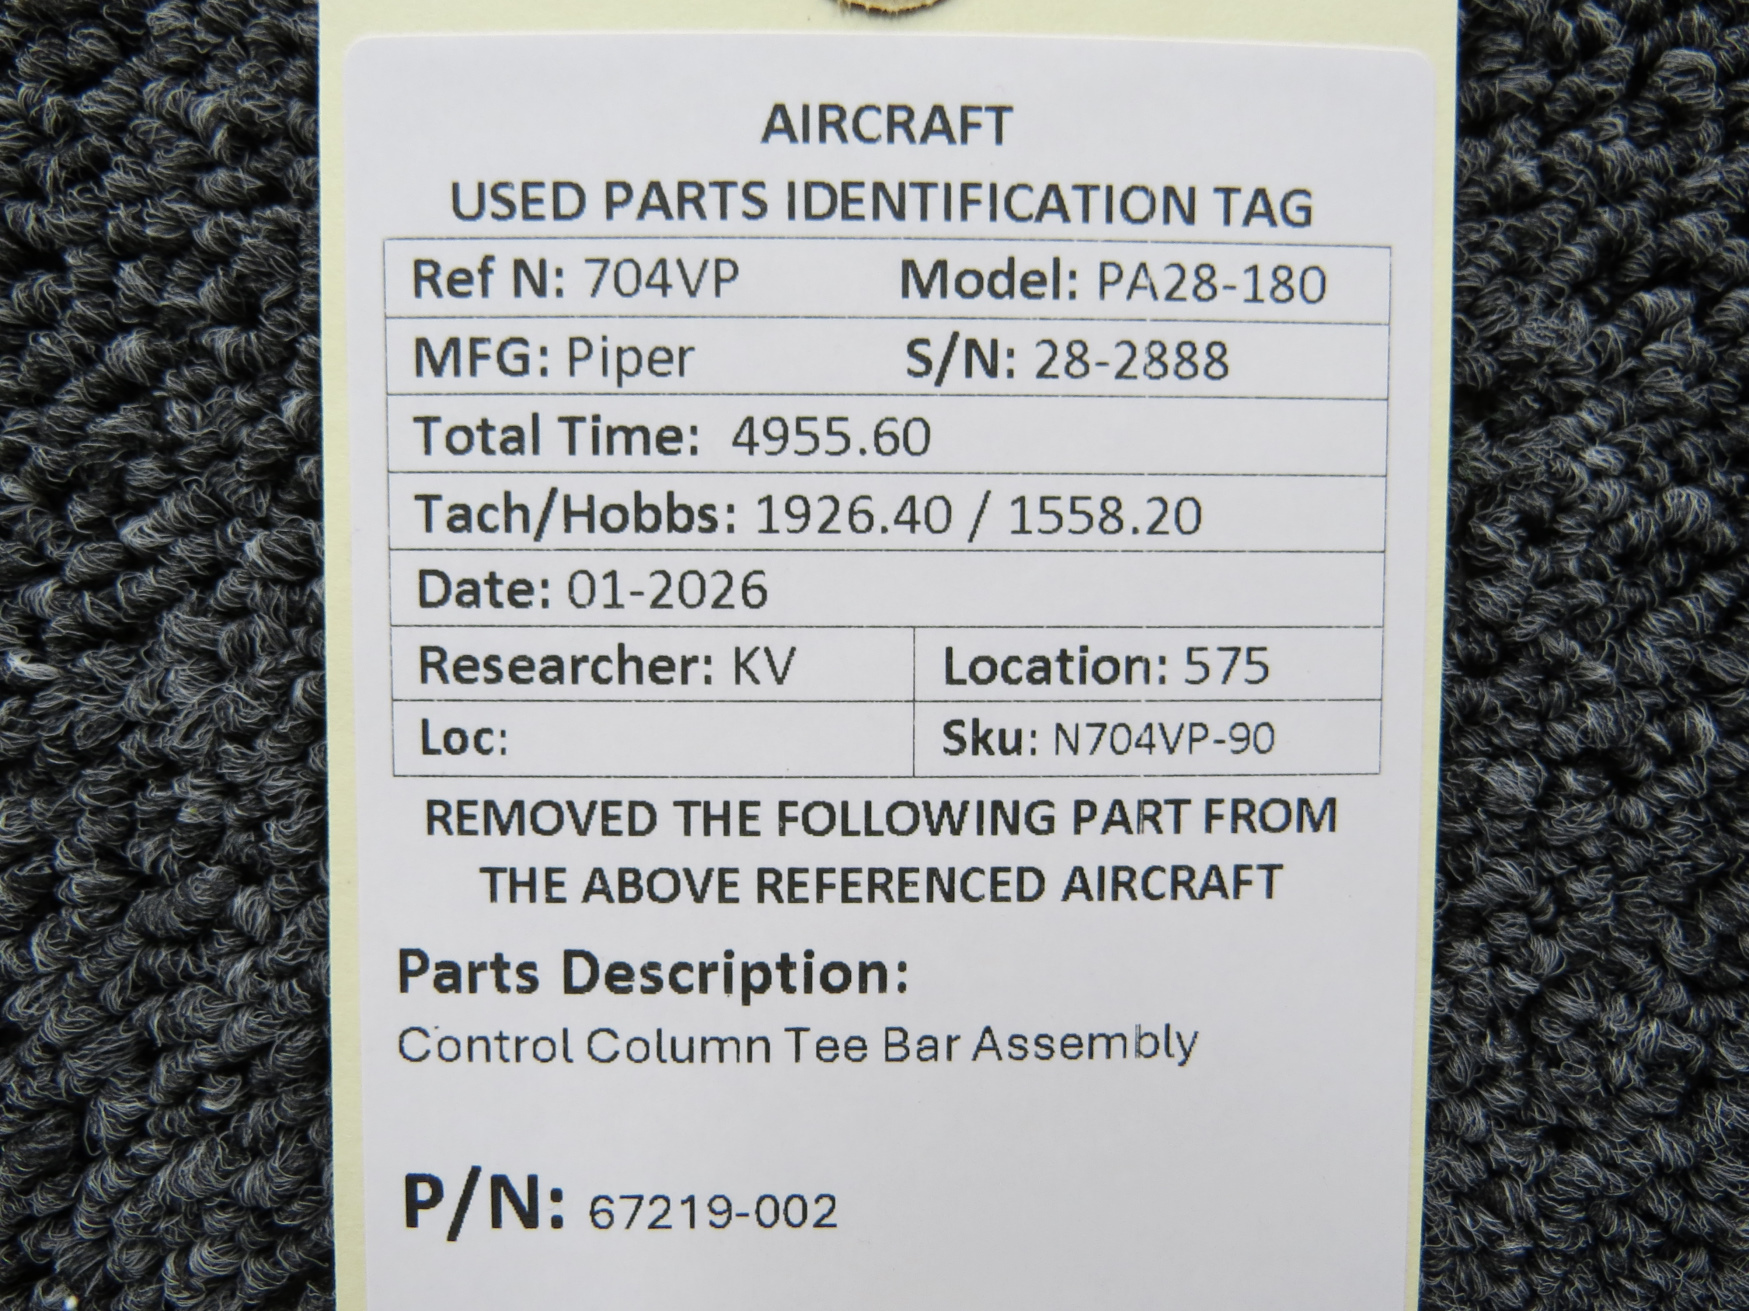 AIRCRAFT
USED PARTS IDENTIFICATION TAG
Ref N: 704VP Model: PA28-180
MFG: Piper S/N: 28-2888
Total Time: 4955.60
Tach/Hobbs: 1926.40 / 1558.20
Date: 01-2026
Researcher: KV Location: 575
Loc: Sku: N704VP-90
REMOVED THE FOLLOWING PART FROM
THE ABOVE REFERENCED AIRCRAFT
Parts Description:
Control Column Tee Bar Assembly
P/N: 67219-002